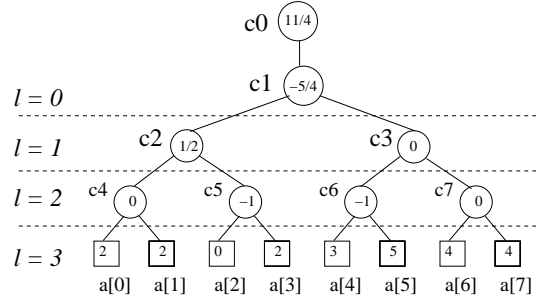 c0 11/4
c1 −5/4
l = 0
l = 1 c2 1/2 c3 0
l = 2 c4 0 c5 −1 c6 −1 c7 0
l = 3 2 2 0 2 3 5 4 4
a[0] a[1] a[2] a[3] a[4] a[5] a[6] a[7]